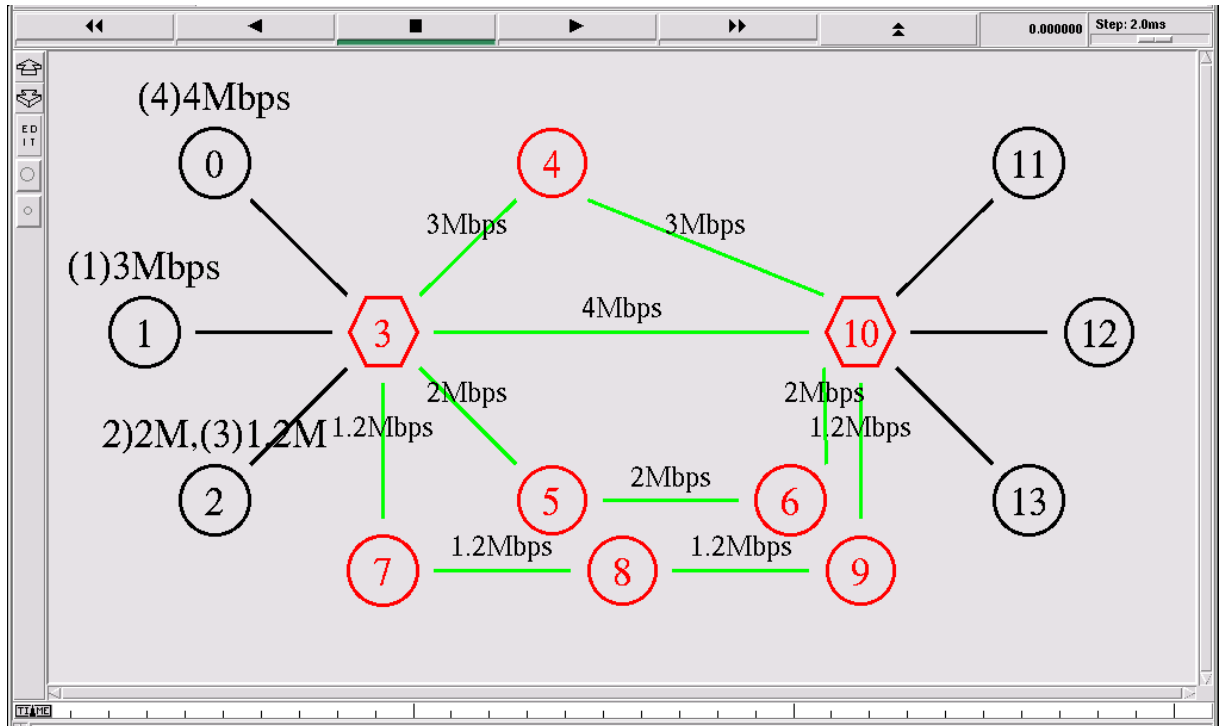 0.000000 Step: 2.0ms
ED
IT
(4)4Mbps
0
4
11
3Mbps
3Mbps
(1)3Mbps
1
3
4Mbps
10
12
2Mbps
2Mbps
2)2M,(3)1.2M
1.2Mbps
1.2Mbps
2
5
2Mbps
6
13
7
1.2Mbps
8
1.2Mbps
9
TIME